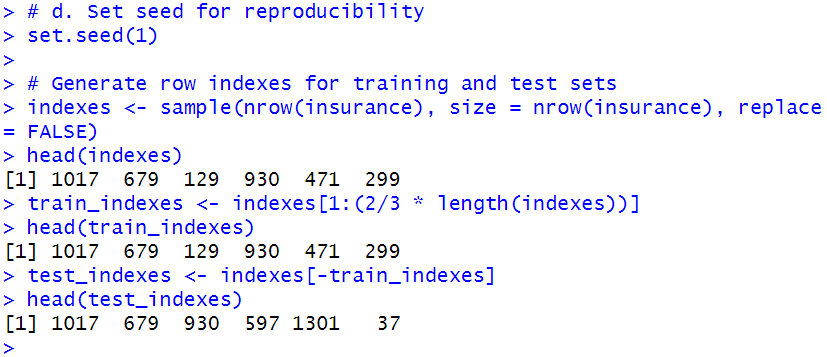 > # d. Set seed for reproducibility
> set.seed(1)
>
> # Generate row indexes for training and test sets
> indexes <- sample(nrow(insurance), size = nrow(insurance), replace
= FALSE)
> head(indexes)
[1] 1017  679  129  930  471  299
> train_indexes <- indexes[1:(2/3 * length(indexes))]
> head(train_indexes)
[1] 1017  679  129  930  471  299
> test_indexes <- indexes[-train_indexes]
> head(test_indexes)
[1] 1017  679  930  597 1301   37
>